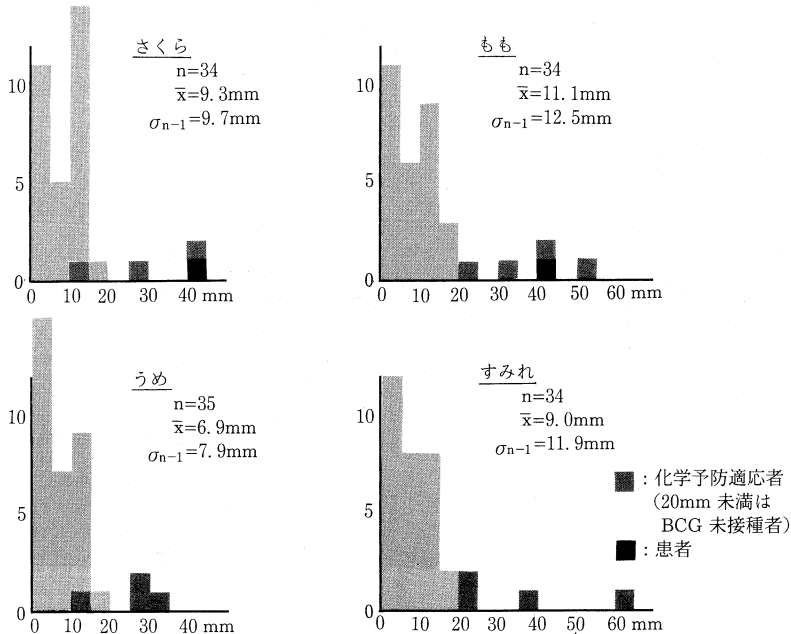 さくら
n=34
x̄=9.3mm
σn−1=9.7mm
10
5
0
0 10 20 30 40 mm
もも
n=34
x̄=11.1mm
σn−1=12.5mm
10
5
0
0 10 20 30 40 50 60 mm
うめ
n=35
x̄=6.9mm
σn−1=7.9mm
10
5
0
0 10 20 30 40 mm
すみれ
n=34
x̄=9.0mm
σn−1=11.9mm
10
5
0
0 10 20 30 40 50 60 mm
：化学予防適応者
（20mm 未満は
BCG 未接種者）
：患者